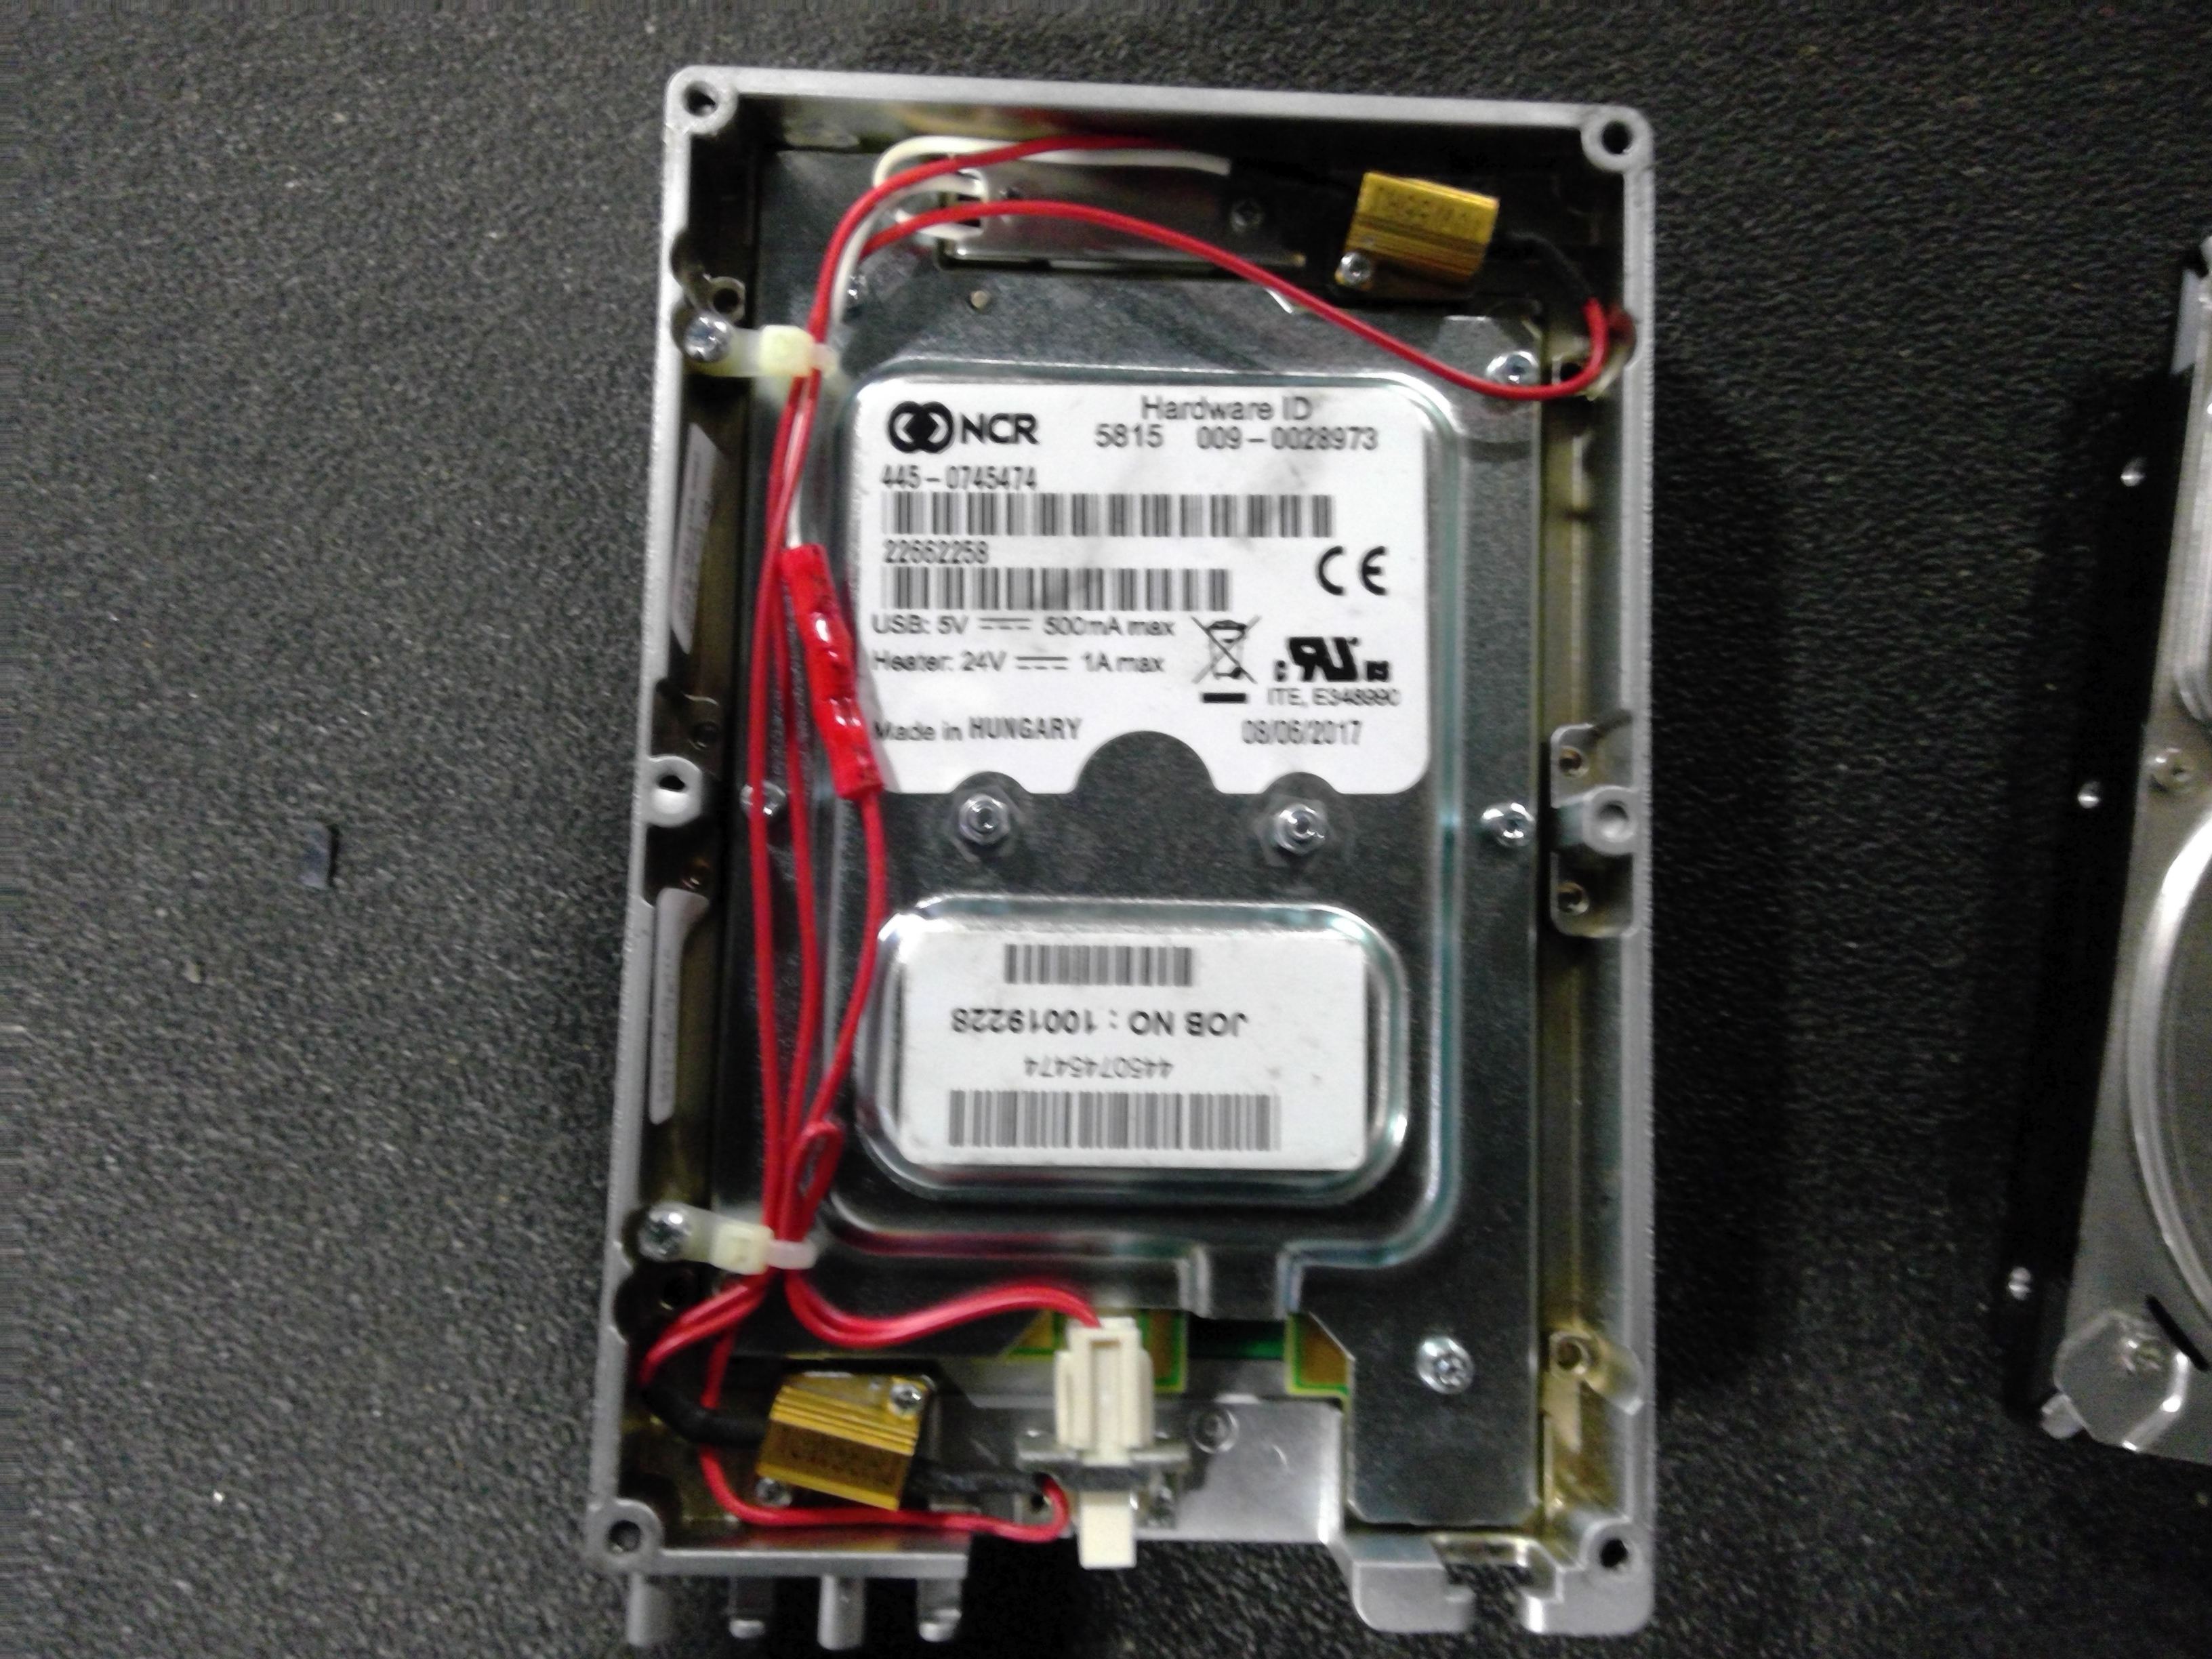 NCR
Hardware ID
5815 009-0028973
445-0745474
22662258
CE
USB: 5V 500mA max
Heater: 24V 1A max
ITE, E348990
Made in HUNGARY 08/06/2017
JOB NO : 10019228
4450745474